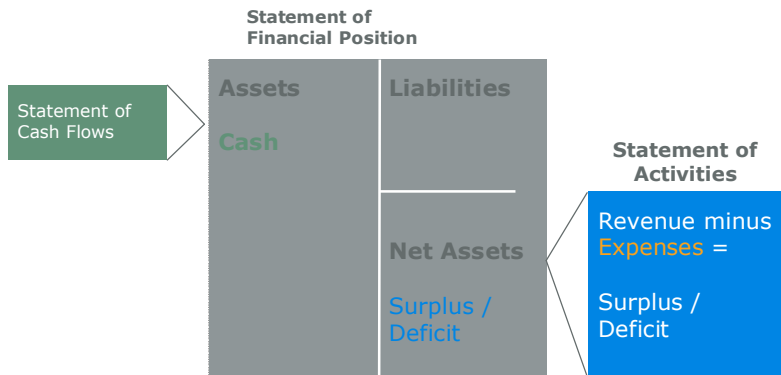 Statement of
Financial Position
Statement of
Cash Flows
Assets
Cash
Liabilities
Net Assets
Surplus /
Deficit
Statement of
Activities
Revenue minus
Expenses =
Surplus /
Deficit